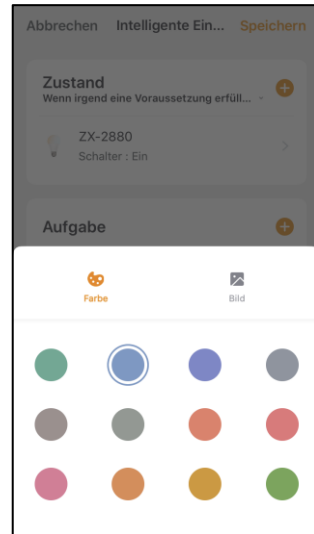 Abbrechen Intelligente Ein... Speichern
Zustand
Wenn irgend eine Voraussetzung erfüll...
ZX-2880
Schalter : Ein
Aufgabe
Farbe Bild